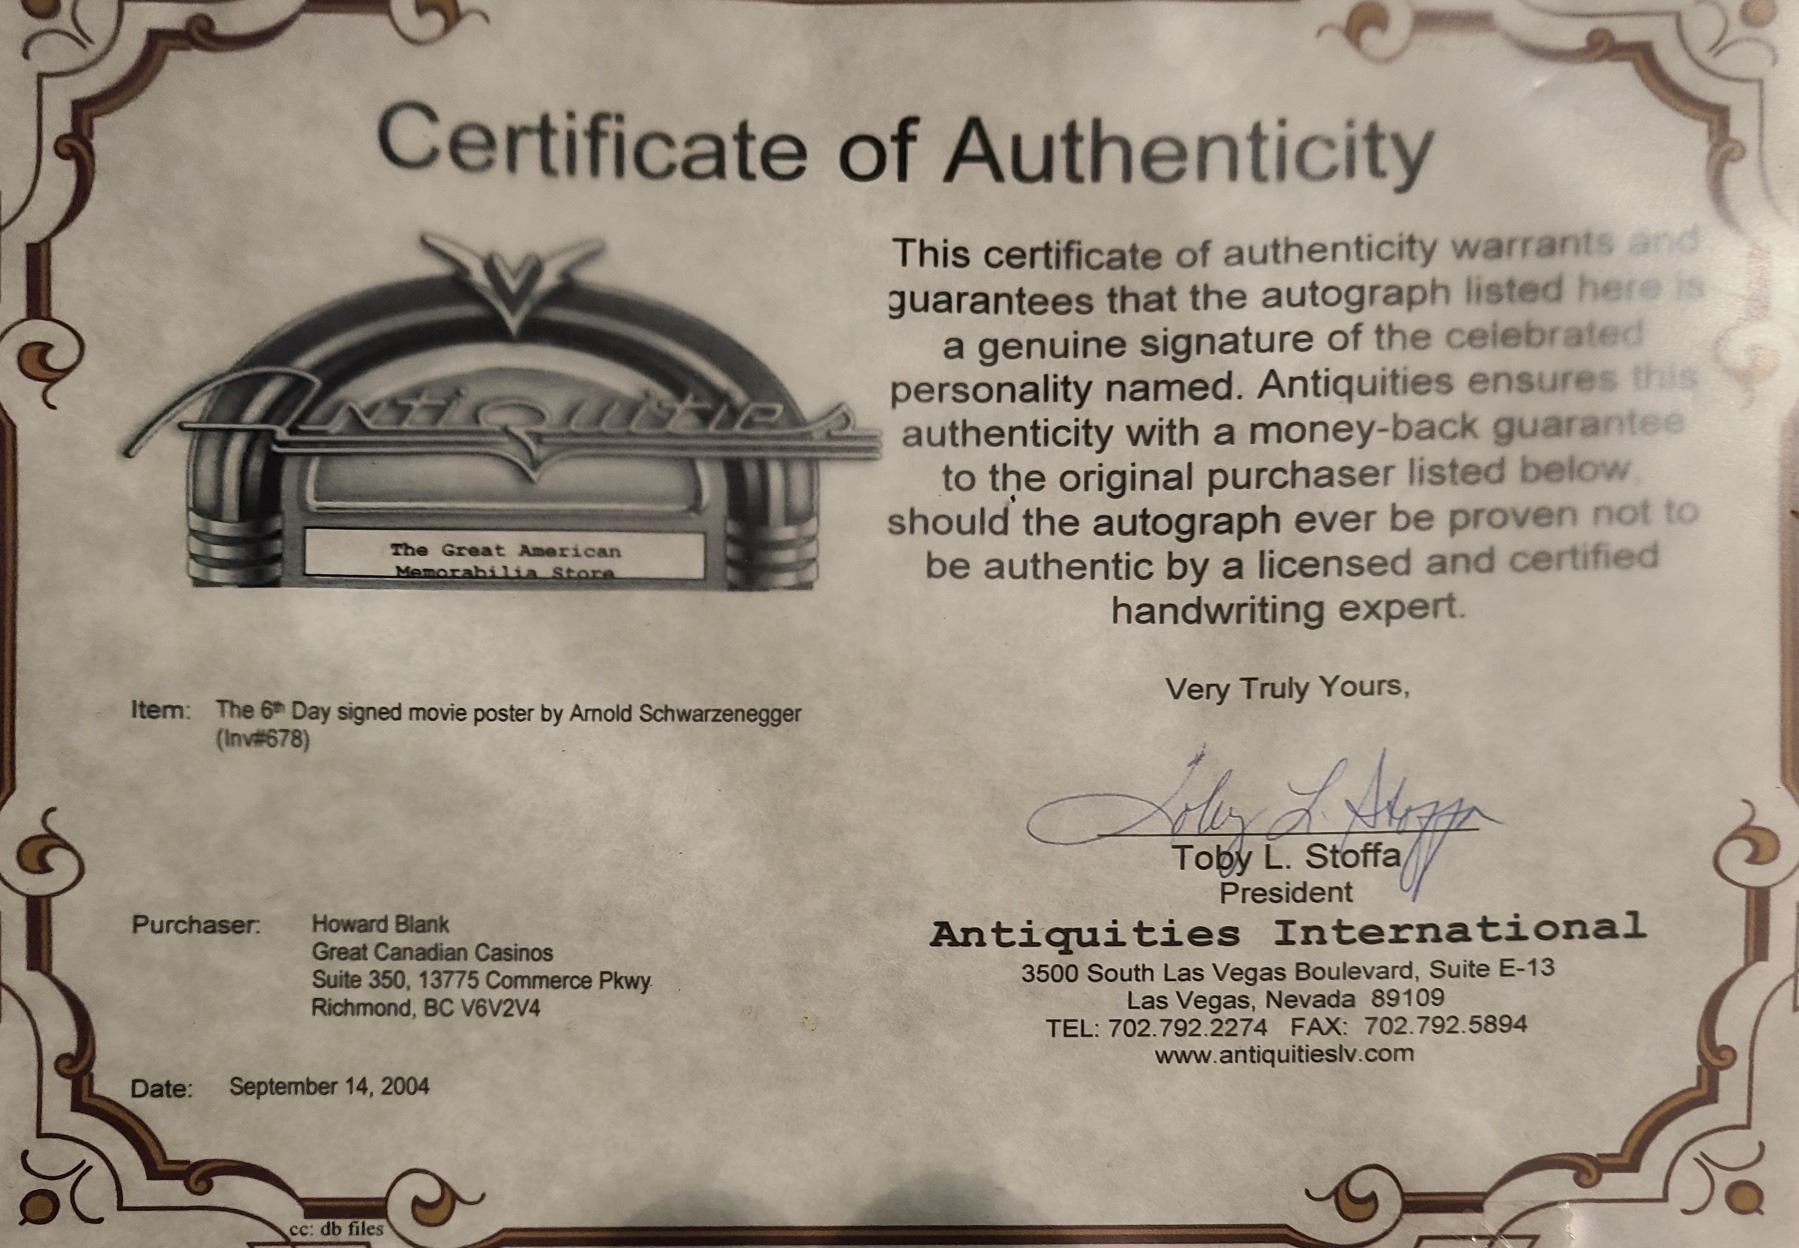 Certificate of Authenticity
Antiquities
The Great American
Memorabilia Store
This certificate of authenticity warrants and
guarantees that the autograph listed here is
a genuine signature of the celebrated
personality named. Antiquities ensures this
authenticity with a money-back guarantee
to the original purchaser listed below,
should the autograph ever be proven not to
be authentic by a licensed and certified
handwriting expert.
Item: The 6th Day signed movie poster by Arnold Schwarzenegger
(Inv#678)
Very Truly Yours,
Toby L. Stoffa
Toby L. Stoffa
President
Antiquities International
3500 South Las Vegas Boulevard, Suite E-13
Las Vegas, Nevada 89109
TEL: 702.792.2274 FAX: 702.792.5894
www.antiquitieslv.com
Purchaser: Howard Blank
Great Canadian Casinos
Suite 350, 13775 Commerce Pkwy
Richmond, BC V6V2V4
Date: September 14, 2004
cc: db files